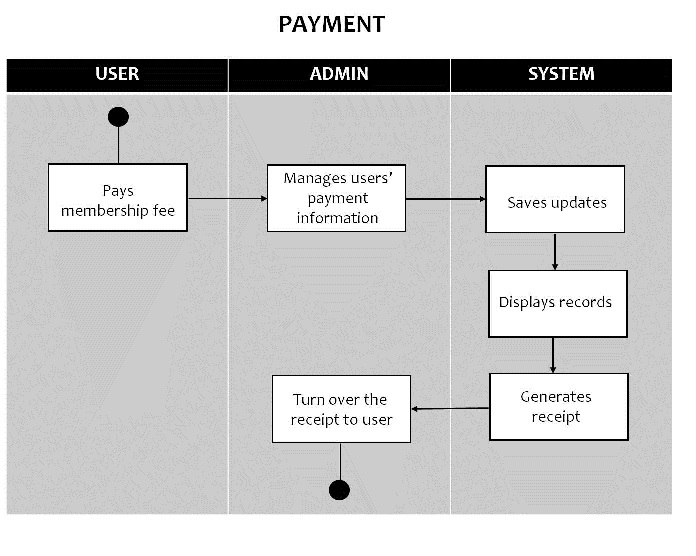 PAYMENT
USER
ADMIN
SYSTEM
Pays
membership fee
Manages users’
payment
information
Saves updates
Displays records
Generates
receipt
Turn over the
receipt to user